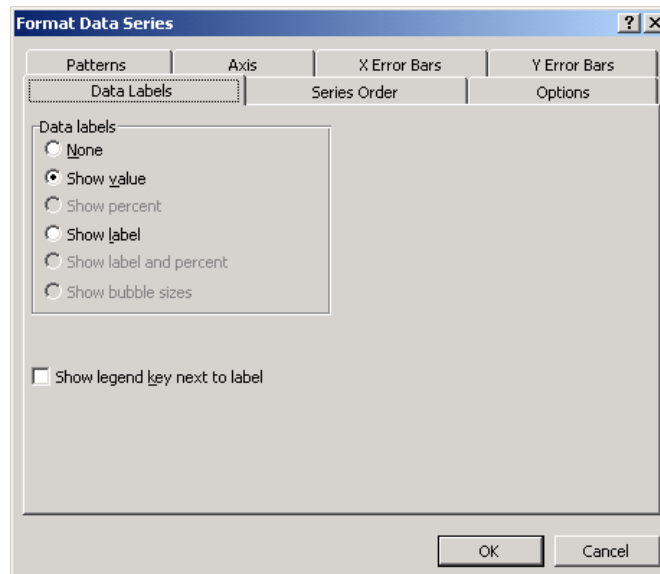 Format Data Series
Patterns Axis X Error Bars Y Error Bars
Data Labels Series Order Options
Data labels
None
Show value
Show percent
Show label
Show label and percent
Show bubble sizes
Show legend key next to label
OK Cancel